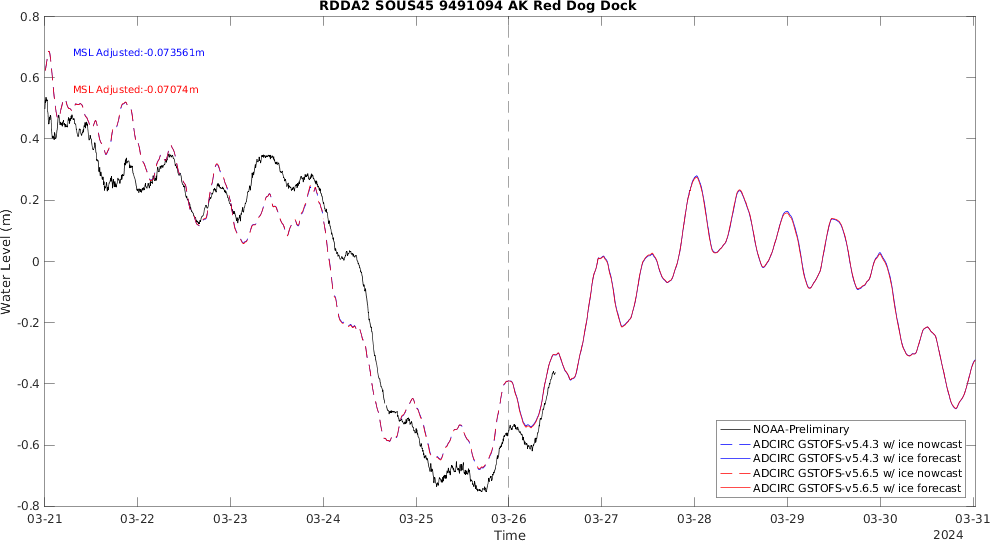 RDDA2 SOUS45 9491094 AK Red Dog Dock
0.8
MSL Adjusted:-0.073561m
0.6
MSL Adjusted:-0.07074m
0.4
0.2
0
-0.2
-0.4
-0.6
-0.8
Water Level (m)
NOAA-Preliminary
ADCIRC GSTOFS-v5.4.3 w/ ice nowcast
ADCIRC GSTOFS-v5.4.3 w/ ice forecast
ADCIRC GSTOFS-v5.6.5 w/ ice nowcast
ADCIRC GSTOFS-v5.6.5 w/ ice forecast
03-21 03-22 03-23 03-24 03-25 03-26 03-27 03-28 03-29 03-30 03-31
Time
2024